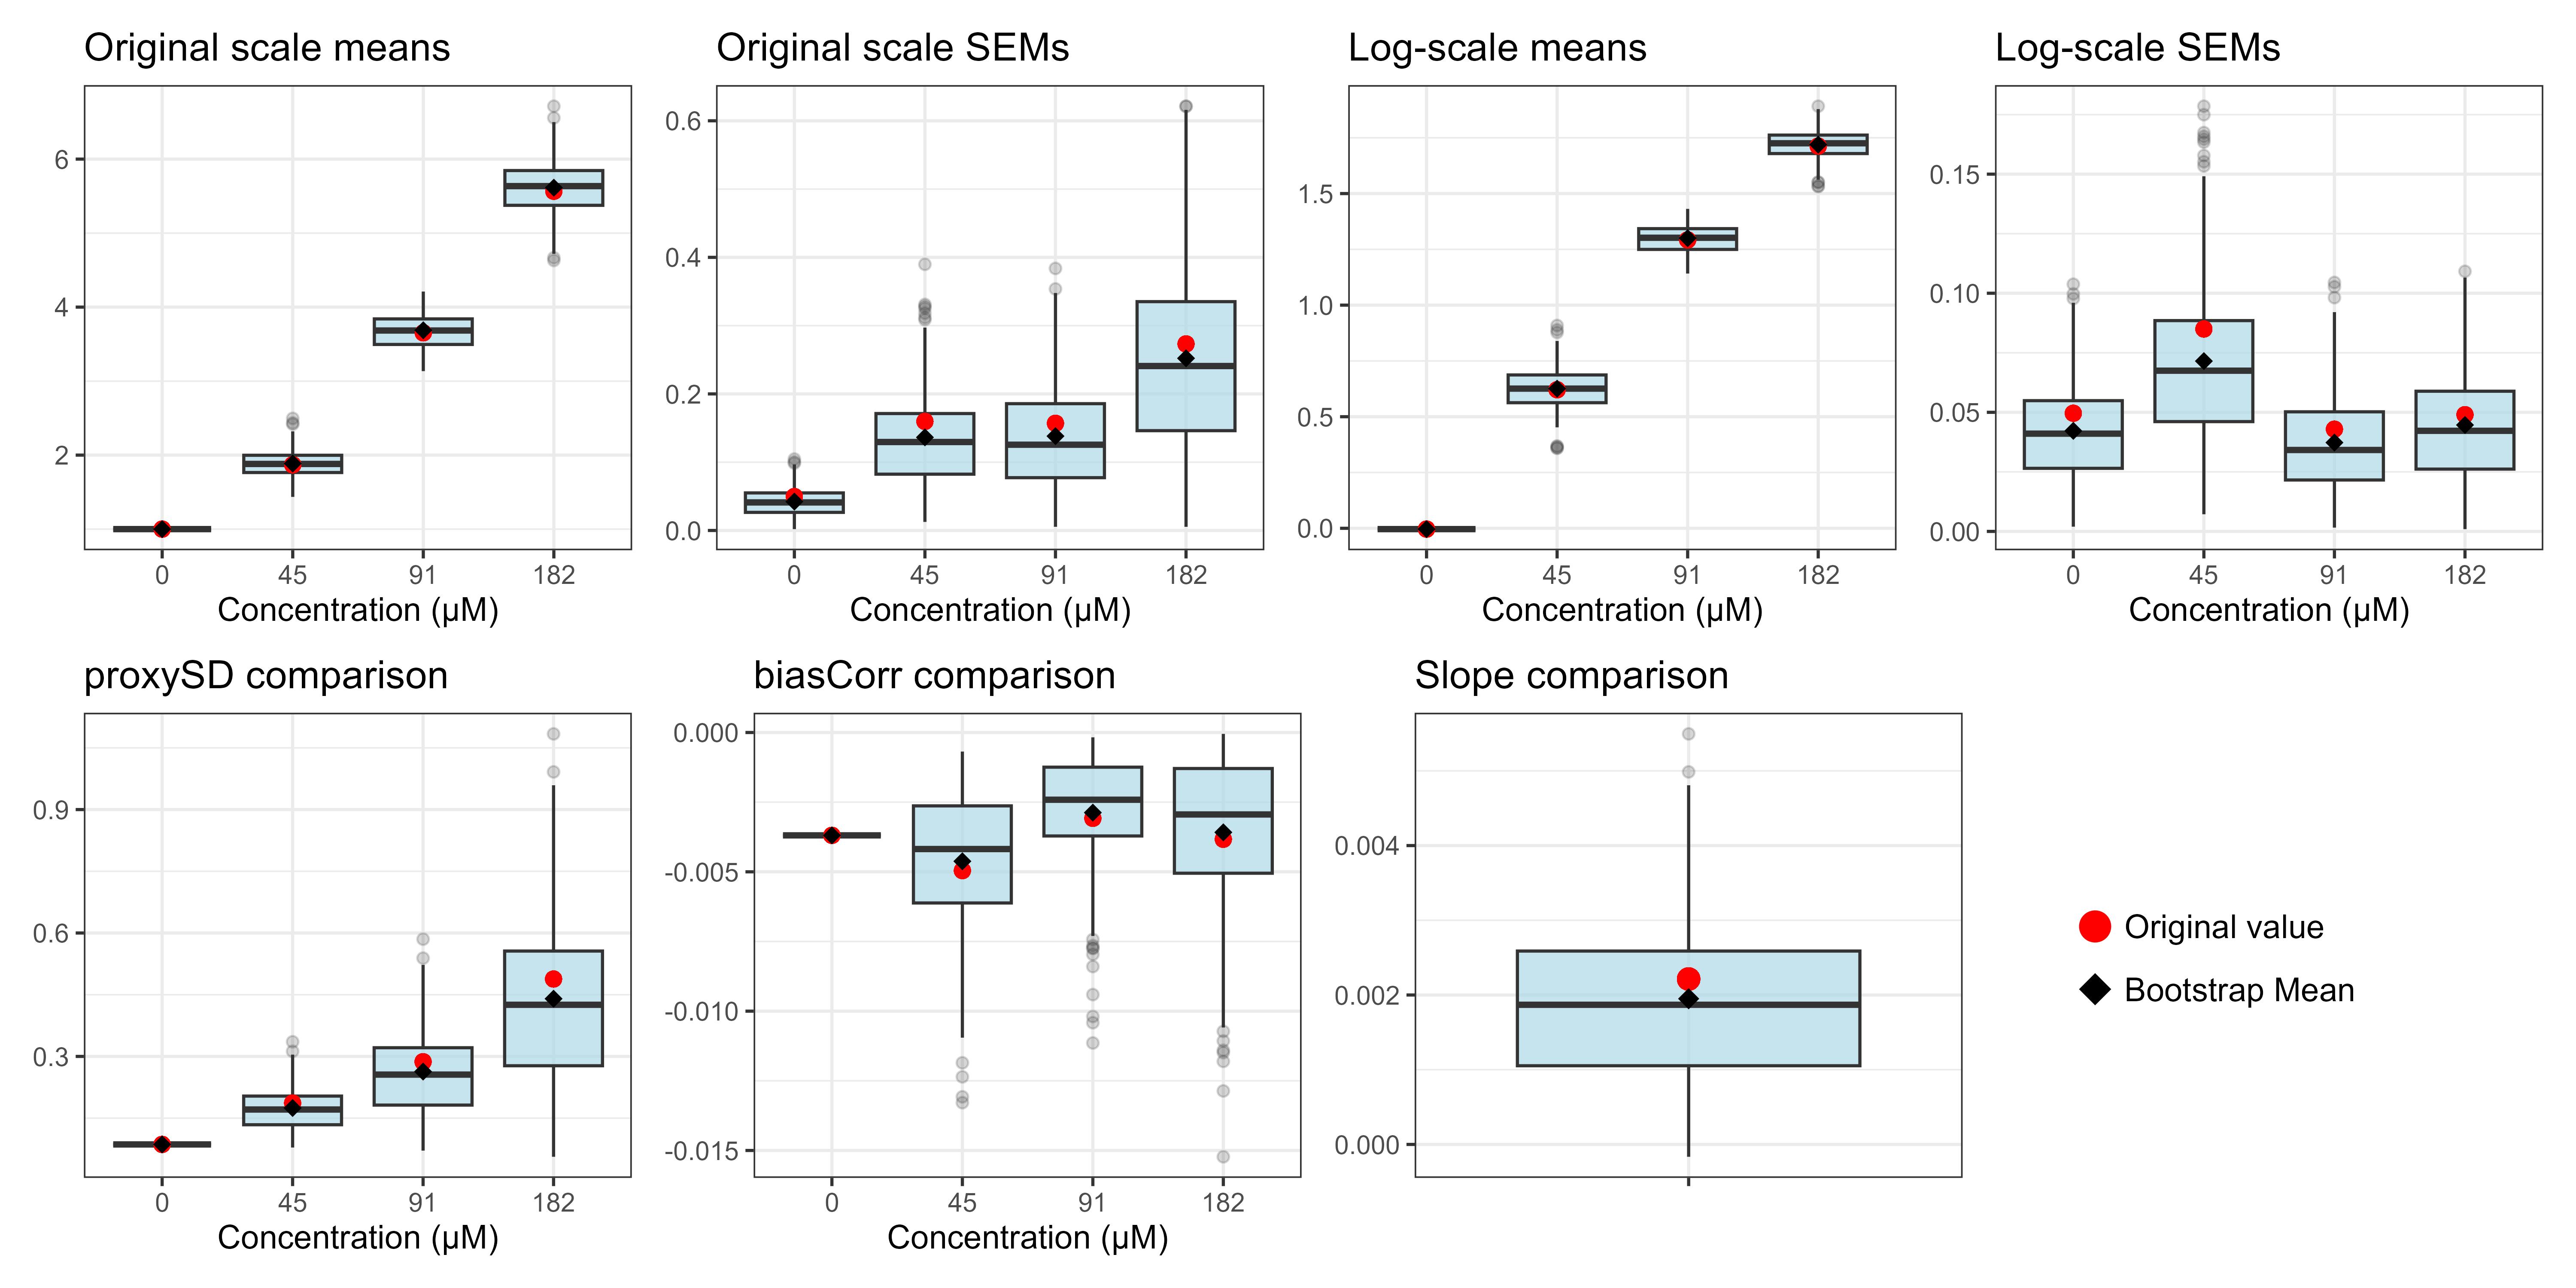 Original scale means
Original scale SEMs
Log-scale means
Log-scale SEMs
6
4
2
0 45 91 182
Concentration (µM)
0.6
0.4
0.2
0.0
0 45 91 182
Concentration (µM)
1.5
1.0
0.5
0.0
0 45 91 182
Concentration (µM)
0.15
0.10
0.05
0.00
0 45 91 182
Concentration (µM)
proxySD comparison
biasCorr comparison
Slope comparison
0.9
0.6
0.3
0 45 91 182
Concentration (µM)
0.000
-0.005
-0.010
-0.015
0 45 91 182
Concentration (µM)
0.004
0.002
0.000
Original value
Bootstrap Mean